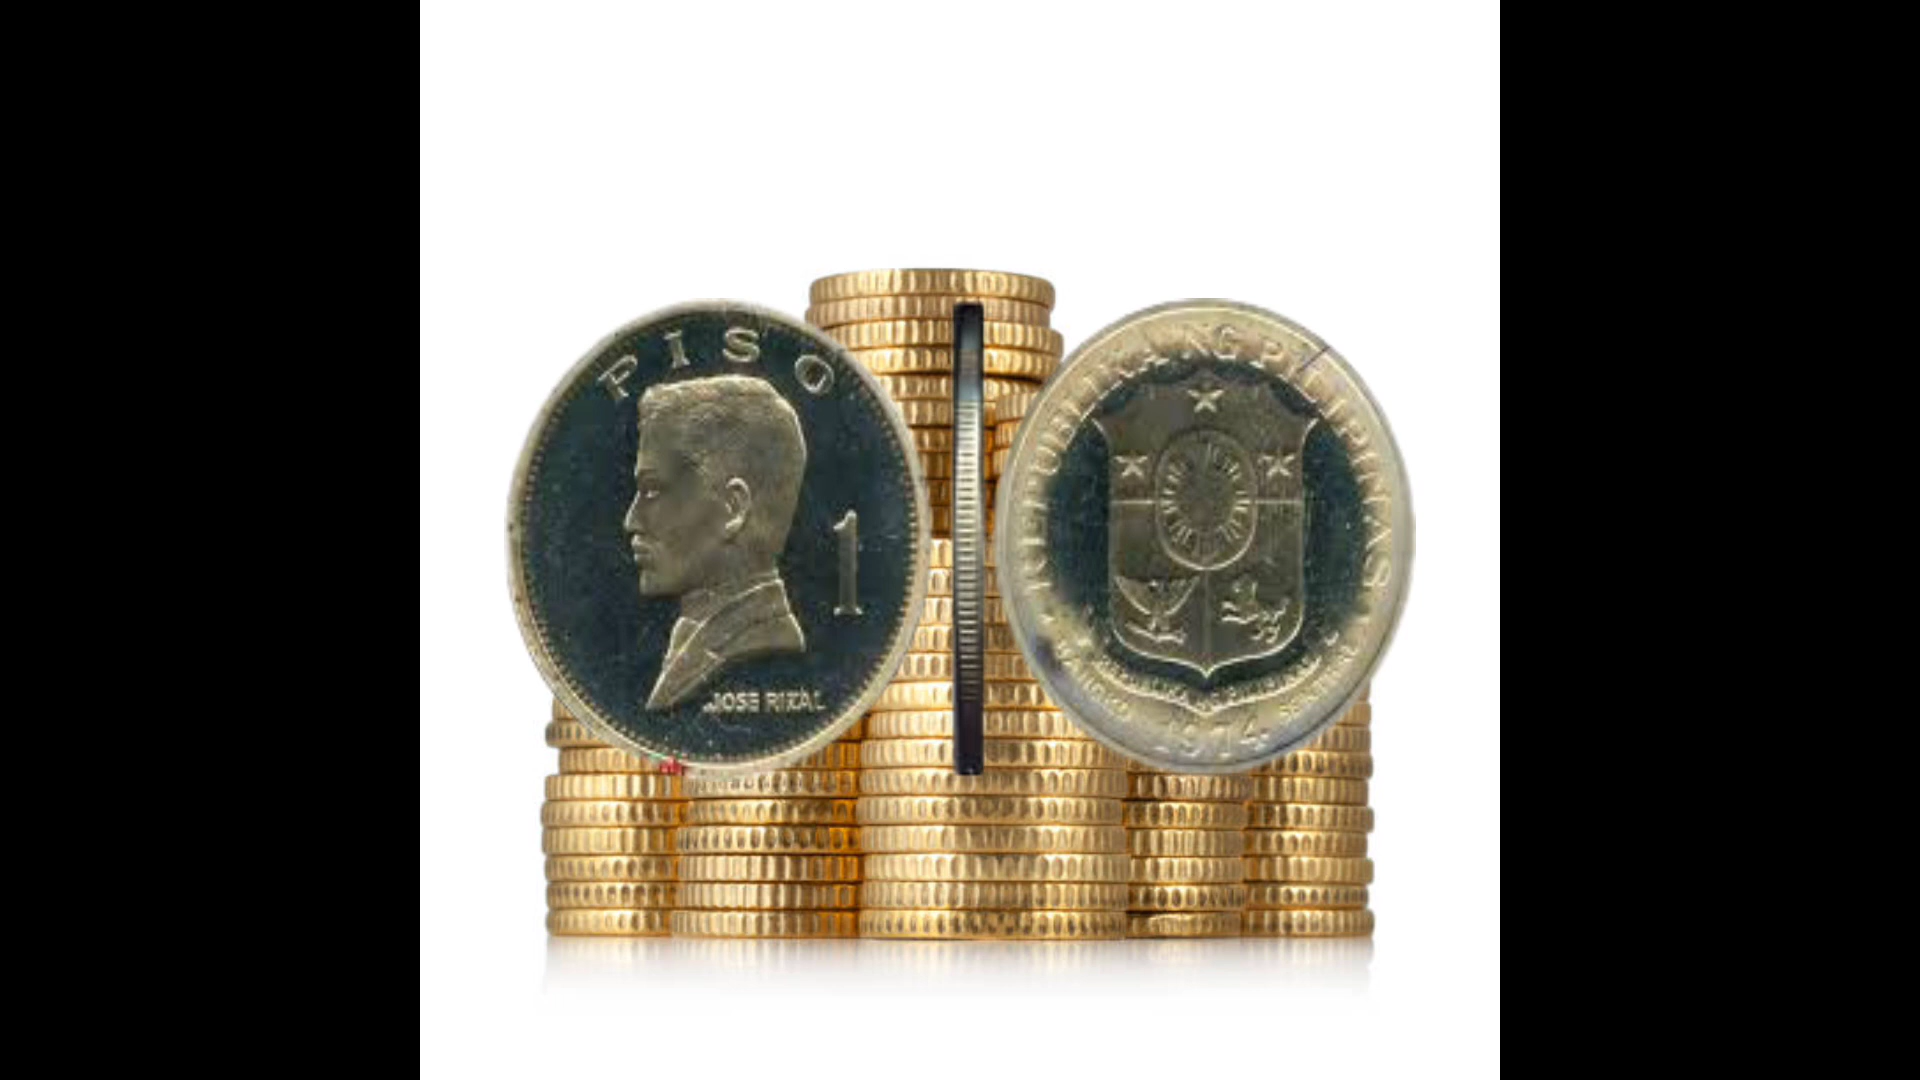 PISO
1
JOSE RIZAL
REPUBLIKA NG PILIPINAS
1974